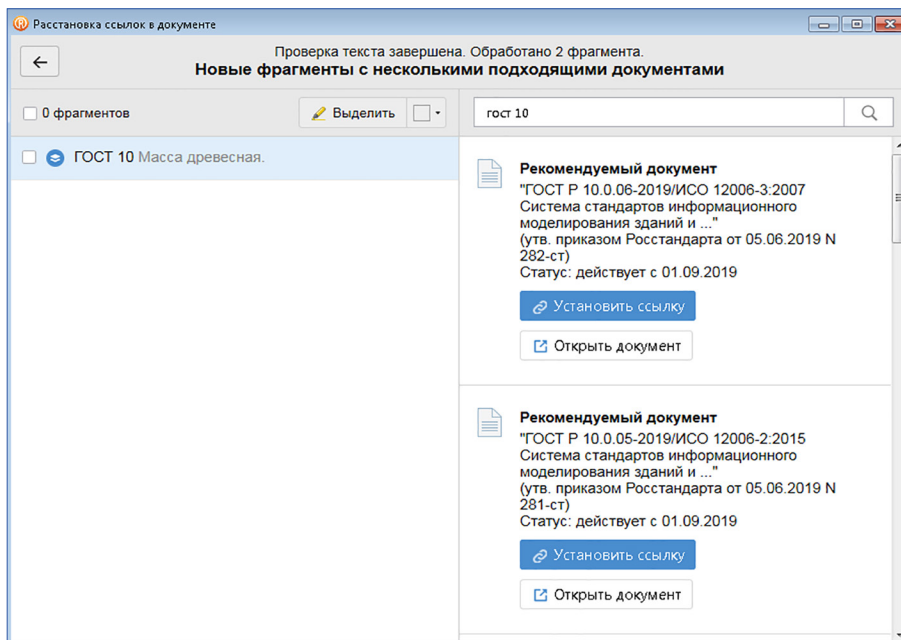 Расстановка ссылок в документе
Проверка текста завершена. Обработано 2 фрагмента.
Новые фрагменты с несколькими подходящими документами
0 фрагментов
Выделить
гост 10
ГОСТ 10 Масса древесная.
Рекомендуемый документ
"ГОСТ Р 10.0.06-2019/ИСО 12006-3:2007
Система стандартов информационного
моделирования зданий и ..."
(утв. приказом Росстандарта от 05.06.2019 N
282-ст)
Статус: действует с 01.09.2019
Установить ссылку
Открыть документ
Рекомендуемый документ
"ГОСТ Р 10.0.05-2019/ИСО 12006-2:2015
Система стандартов информационного
моделирования зданий и ..."
(утв. приказом Росстандарта от 05.06.2019 N
281-ст)
Статус: действует с 01.09.2019
Установить ссылку
Открыть документ